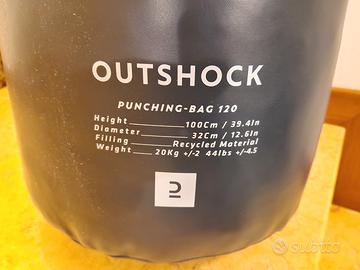 OUTSHOCK
PUNCHING-BAG 120
Height 100Cm / 39.4In
Diameter 32Cm / 12.6In
Filling Recycled Material
Weight 20Kg +/-2 44lbs +/-4.5
subito